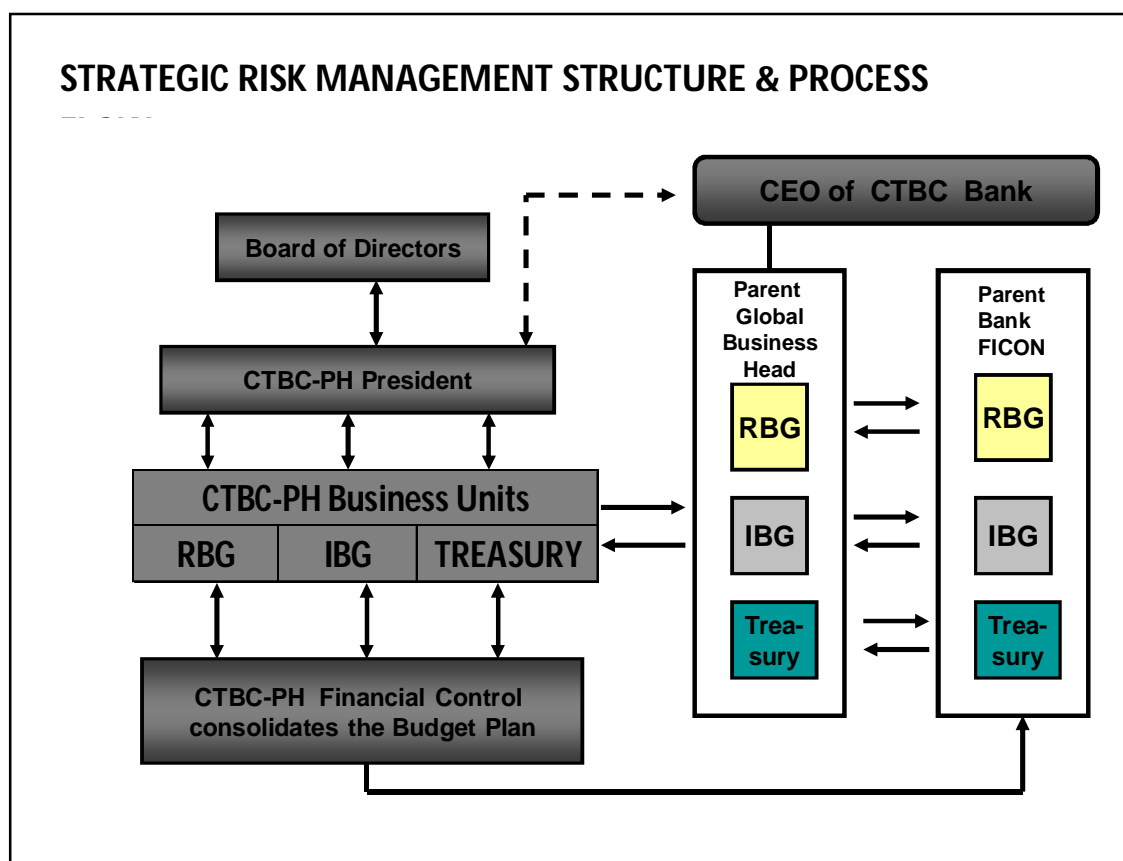 STRATEGIC RISK MANAGEMENT STRUCTURE & PROCESS
CEO of CTBC Bank
Board of Directors
CTBC-PH President
CTBC-PH Business Units
RBG IBG TREASURY
CTBC-PH Financial Control
consolidates the Budget Plan
Parent
Global
Business
Head
RBG
IBG
Trea-
sury
Parent
Bank
FICON
RBG
IBG
Trea-
sury